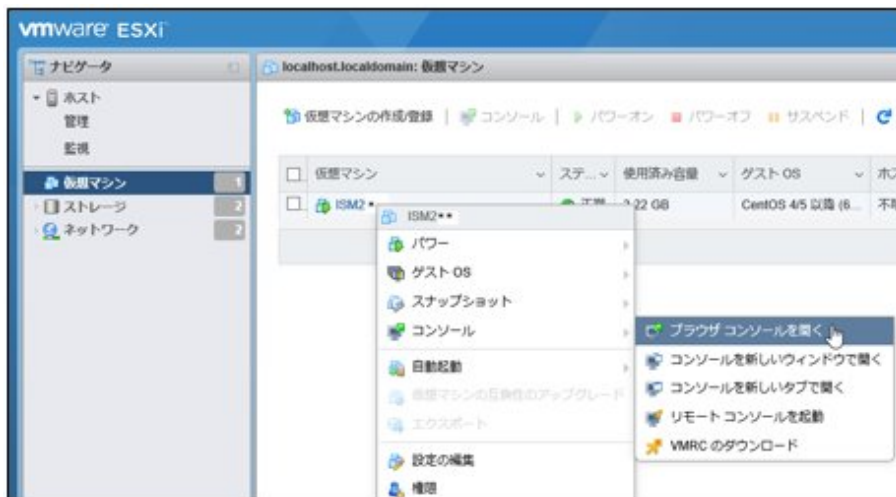 vmware ESXi
ナビゲータ
ホスト
管理
監視
仮想マシン 1
ストレージ 2
ネットワーク 2
localhost.localdomain: 仮想マシン
仮想マシンの作成/登録 | コンソール | パワーオン パワーオフ サスペンド |
仮想マシン ステ... 使用済み容量 ゲスト OS
ISM2 正常 3.22 GB CentOS 4/5 以降 (6...
ISM2**
パワー
ゲスト OS
スナップショット
コンソール
自動起動
仮想マシンの互換性のアップグレード
エクスポート
設定の編集
権限
ブラウザ コンソールを開く
コンソールを新しいウィンドウで開く
コンソールを新しいタブで開く
リモート コンソールを起動
VMRC のダウンロード